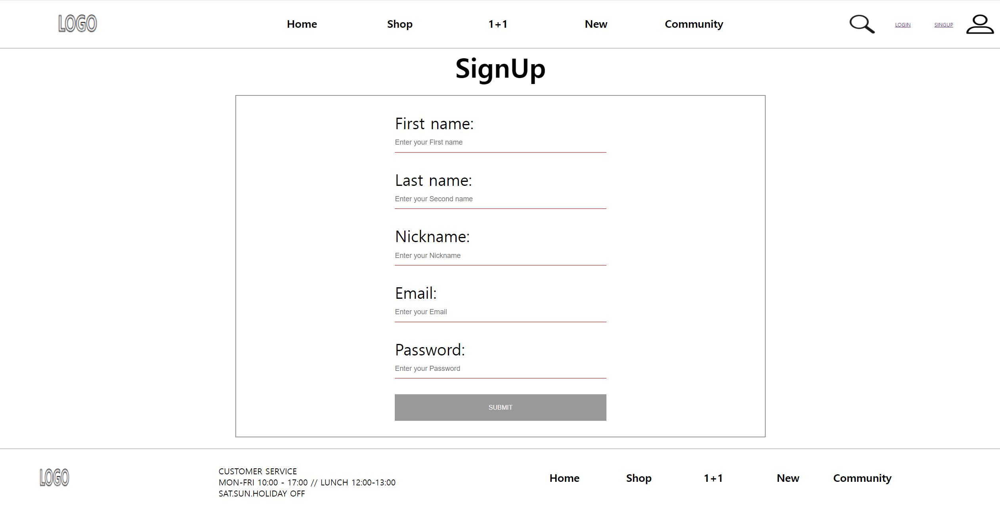 LOGO Home Shop 1+1 New Community LOGIN SINGUP
SignUp
First name:
Enter your First name
Last name:
Enter your Second name
Nickname:
Enter your Nickname
Email:
Enter your Email
Password:
Enter your Password
SUBMIT
LOGO
CUSTOMER SERVICE
MON-FRI 10:00 - 17:00 // LUNCH 12:00-13:00
SAT.SUN.HOLIDAY OFF
Home Shop 1+1 New Community